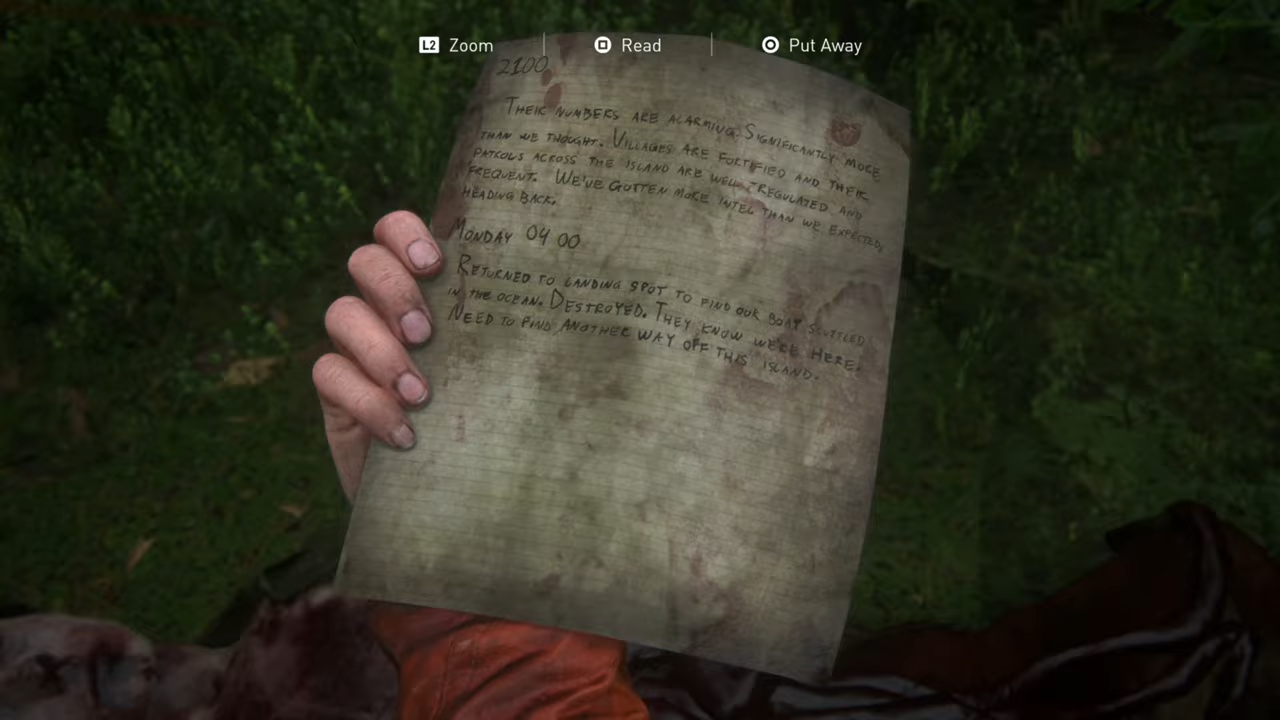 L2 Zoom Read Put Away
2100
THEIR NUMBERS ARE ALARMING. SIGNIFICANTLY MORE
THAN WE THOUGHT. VILLAGES ARE FORTIFIED AND THEIR
PATROLS ACROSS THE ISLAND ARE WELL REGULATED AND
FREQUENT. WE'VE GOTTEN MORE INTEL THAN WE EXPECTED,
HEADING BACK.
MONDAY 04 00
RETURNED TO LANDING SPOT TO FIND OUR BOAT SCUTTLED
IN THE OCEAN. DESTROYED. THEY KNOW WE'RE HERE.
NEED TO FIND ANOTHER WAY OFF THIS ISLAND.